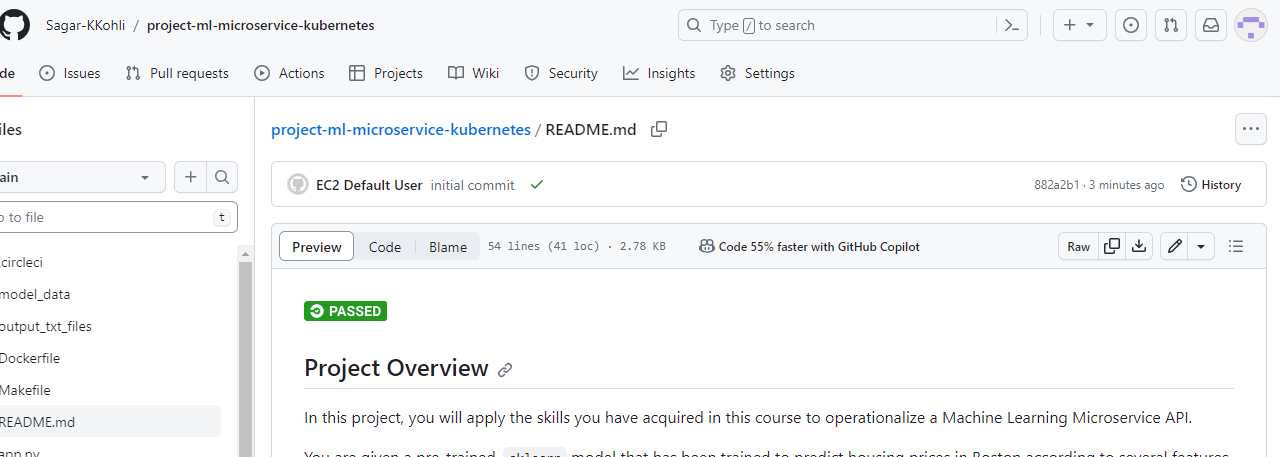 Sagar-KKohli / project-ml-microservice-kubernetes
Type / to search
de Issues Pull requests Actions Projects Wiki Security Insights Settings
iles
project-ml-microservice-kubernetes / README.md
ain
EC2 Default User initial commit
882a2b1 · 3 minutes ago History
o to file t
Preview Code Blame 54 lines (41 loc) · 2.78 KB Code 55% faster with GitHub Copilot Raw
.circleci
model_data
output_txt_files
Dockerfile
Makefile
README.md
app.py
PASSED
Project Overview
In this project, you will apply the skills you have acquired in this course to operationalize a Machine Learning Microservice API.
You are given a pre-trained, sklearn model that has been trained to predict housing prices in Boston according to several features